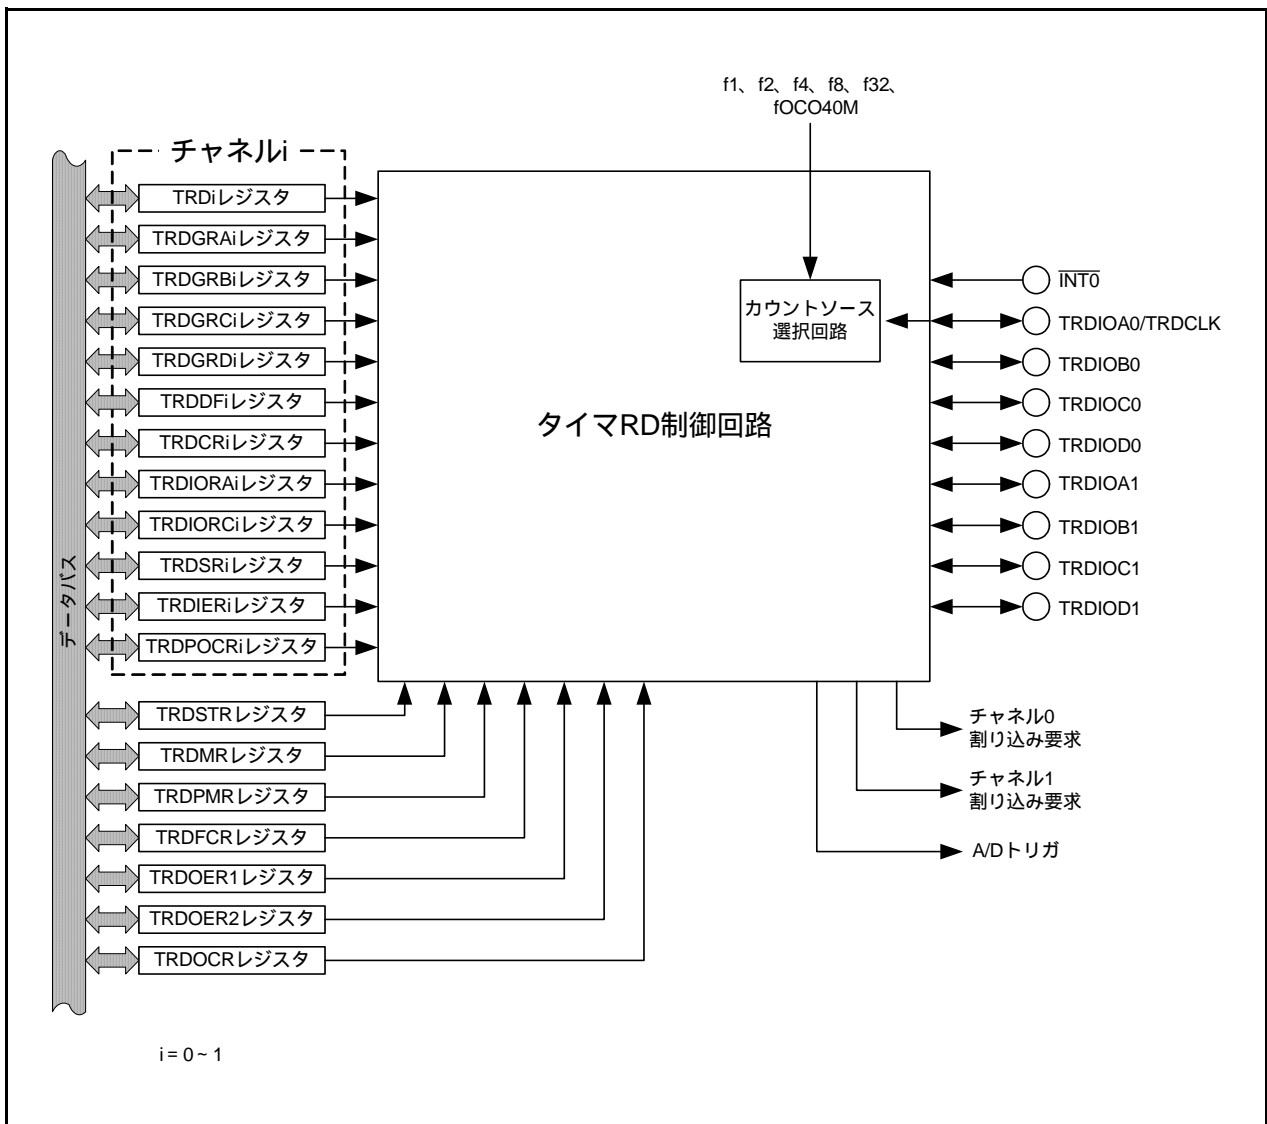 f1、f2、f4、f8、f32、
fOCO40M
チャネルi
TRDiレジスタ
TRDGRAiレジスタ
TRDGRBiレジスタ
TRDGRCiレジスタ
TRDGRDiレジスタ
TRDDFiレジスタ
TRDCRiレジスタ
TRDIORAiレジスタ
TRDIORCiレジスタ
TRDSRiレジスタ
TRDIERiレジスタ
TRDPOCRiレジスタ
データバス
TRDSTRレジスタ
TRDMRレジスタ
TRDPMRレジスタ
TRDFCRレジスタ
TRDOER1レジスタ
TRDOER2レジスタ
TRDOCRレジスタ
カウントソース
選択回路
タイマRD制御回路
INT0
TRDIOA0/TRDCLK
TRDIOB0
TRDIOC0
TRDIOD0
TRDIOA1
TRDIOB1
TRDIOC1
TRDIOD1
チャネル0
割り込み要求
チャネル1
割り込み要求
A/Dトリガ
i = 0 ~ 1